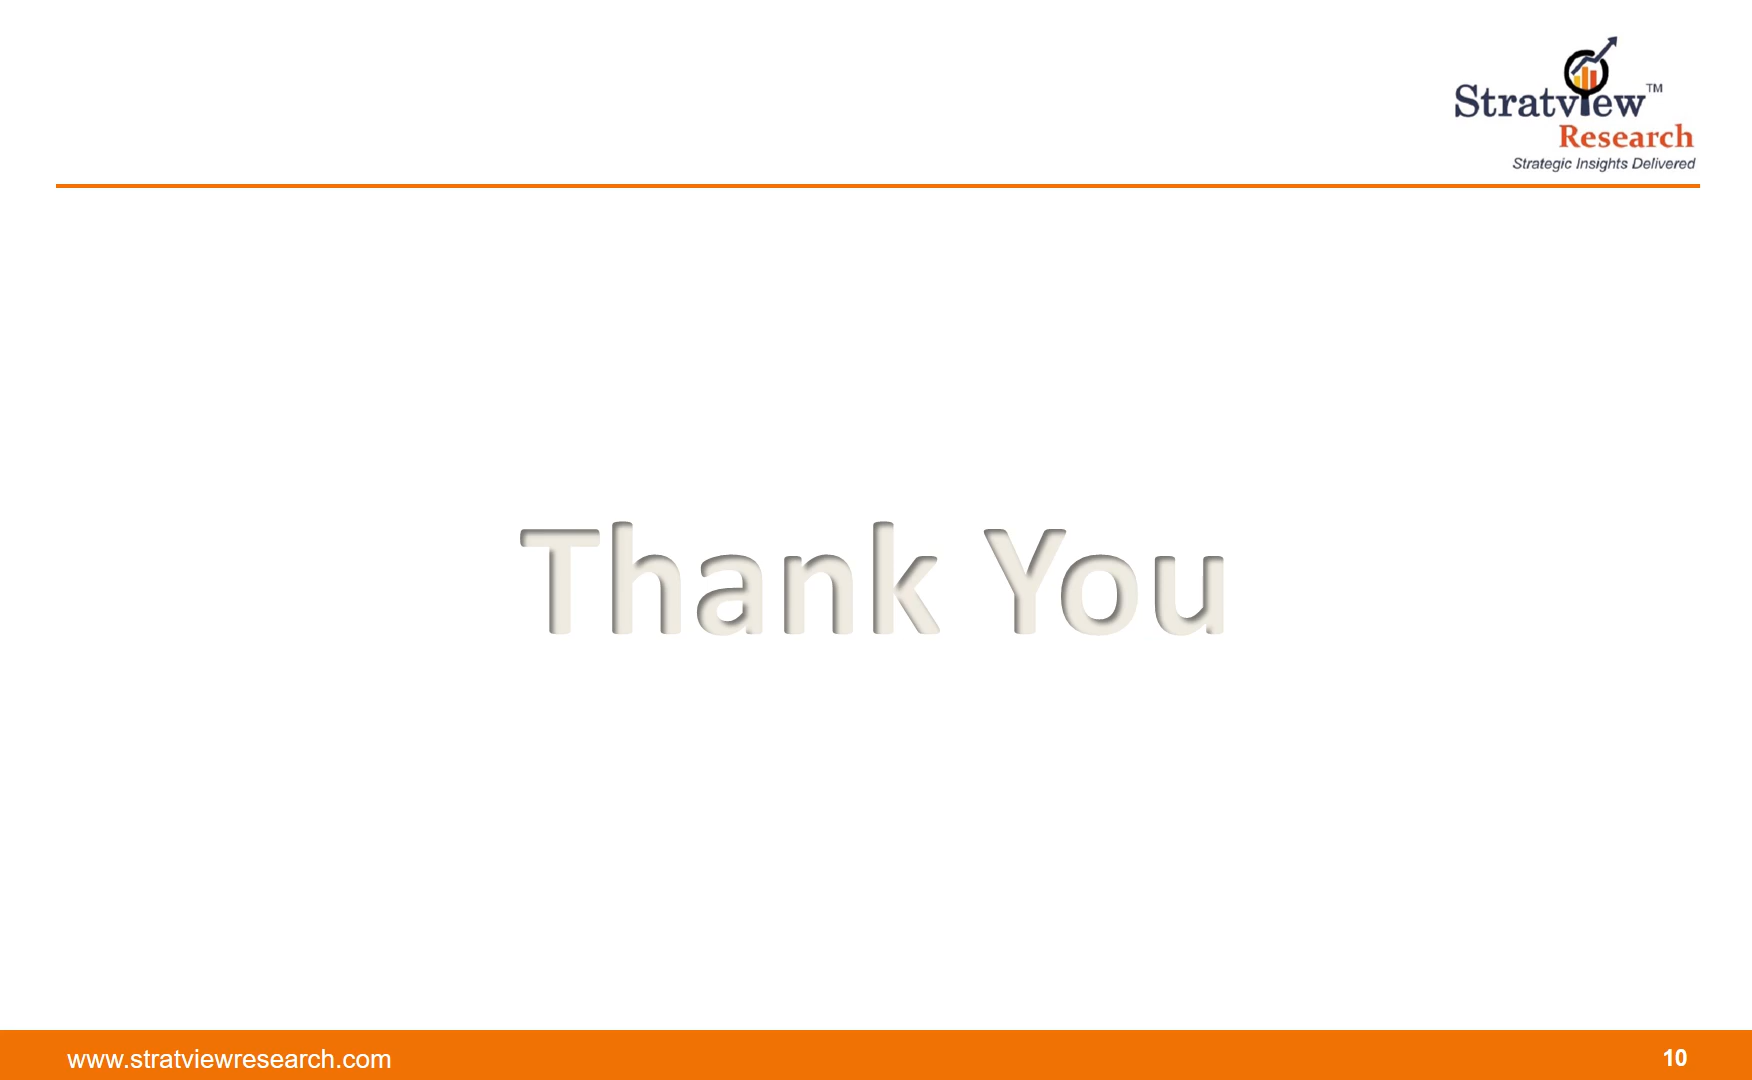 Stratview™
Research
Strategic Insights Delivered
Thank You
www.stratviewresearch.com
10